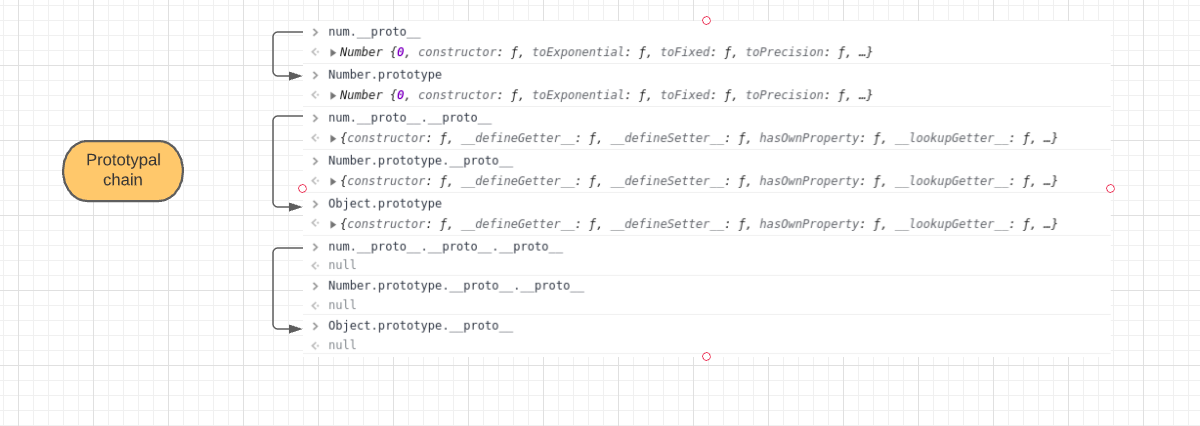 Prototypal
chain
num.__proto__
Number {0, constructor: ƒ, toExponential: ƒ, toFixed: ƒ, toPrecision: ƒ, …}
Number.prototype
Number {0, constructor: ƒ, toExponential: ƒ, toFixed: ƒ, toPrecision: ƒ, …}
num.__proto__.__proto__
{constructor: ƒ, __defineGetter__: ƒ, __defineSetter__: ƒ, hasOwnProperty: ƒ, __lookupGetter__: ƒ, …}
Number.prototype.__proto__
{constructor: ƒ, __defineGetter__: ƒ, __defineSetter__: ƒ, hasOwnProperty: ƒ, __lookupGetter__: ƒ, …}
Object.prototype
{constructor: ƒ, __defineGetter__: ƒ, __defineSetter__: ƒ, hasOwnProperty: ƒ, __lookupGetter__: ƒ, …}
num.__proto__.__proto__.__proto__
null
Number.prototype.__proto__.__proto__
null
Object.prototype.__proto__
null